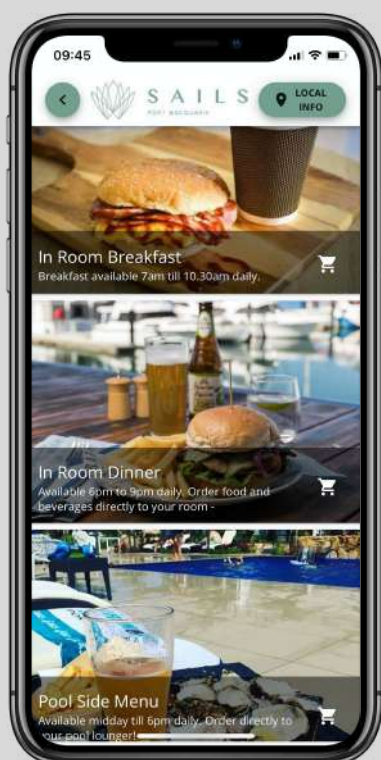 09:45
SAILS
PORT MACQUARIE
LOCAL
INFO
In Room Breakfast
Breakfast available 7am till 10.30am daily.
In Room Dinner
Available 6pm to 9pm daily. Order food and
beverages directly to your room -
Pool Side Menu
Available midday till 6pm daily. Order directly to
your pool lounger!